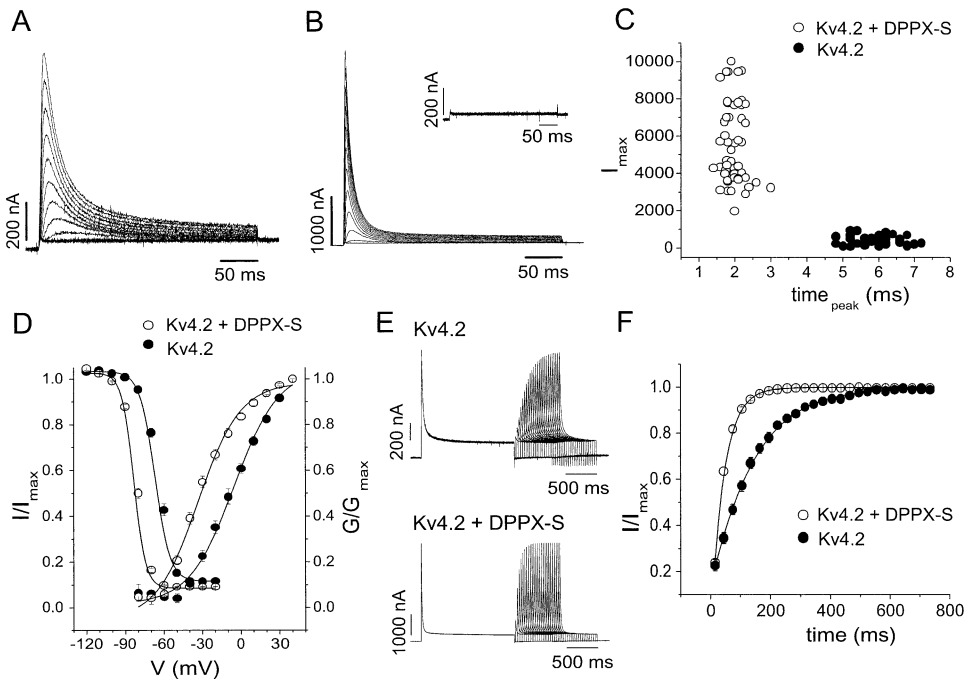 A
200 nA
50 ms
B
1000 nA
50 ms
200 nA
50 ms
C
Kv4.2 + DPPX-S
Kv4.2
I max
10000
8000
6000
4000
2000
0
1 2 3 4 5 6 7
time peak (ms)
D
Kv4.2 + DPPX-S
Kv4.2
I/I max
1.0
0.8
0.6
0.4
0.2
0.0
G/G max
1.0
0.8
0.6
0.4
0.2
0.0
-120 -90 -60 -30 0 30
V (mV)
E
Kv4.2
200 nA
500 ms
Kv4.2 + DPPX-S
1000 nA
500 ms
F
I/I max
1.0
0.8
0.6
0.4
0.2
Kv4.2 + DPPX-S
Kv4.2
0 200 400 600 800
time (ms)